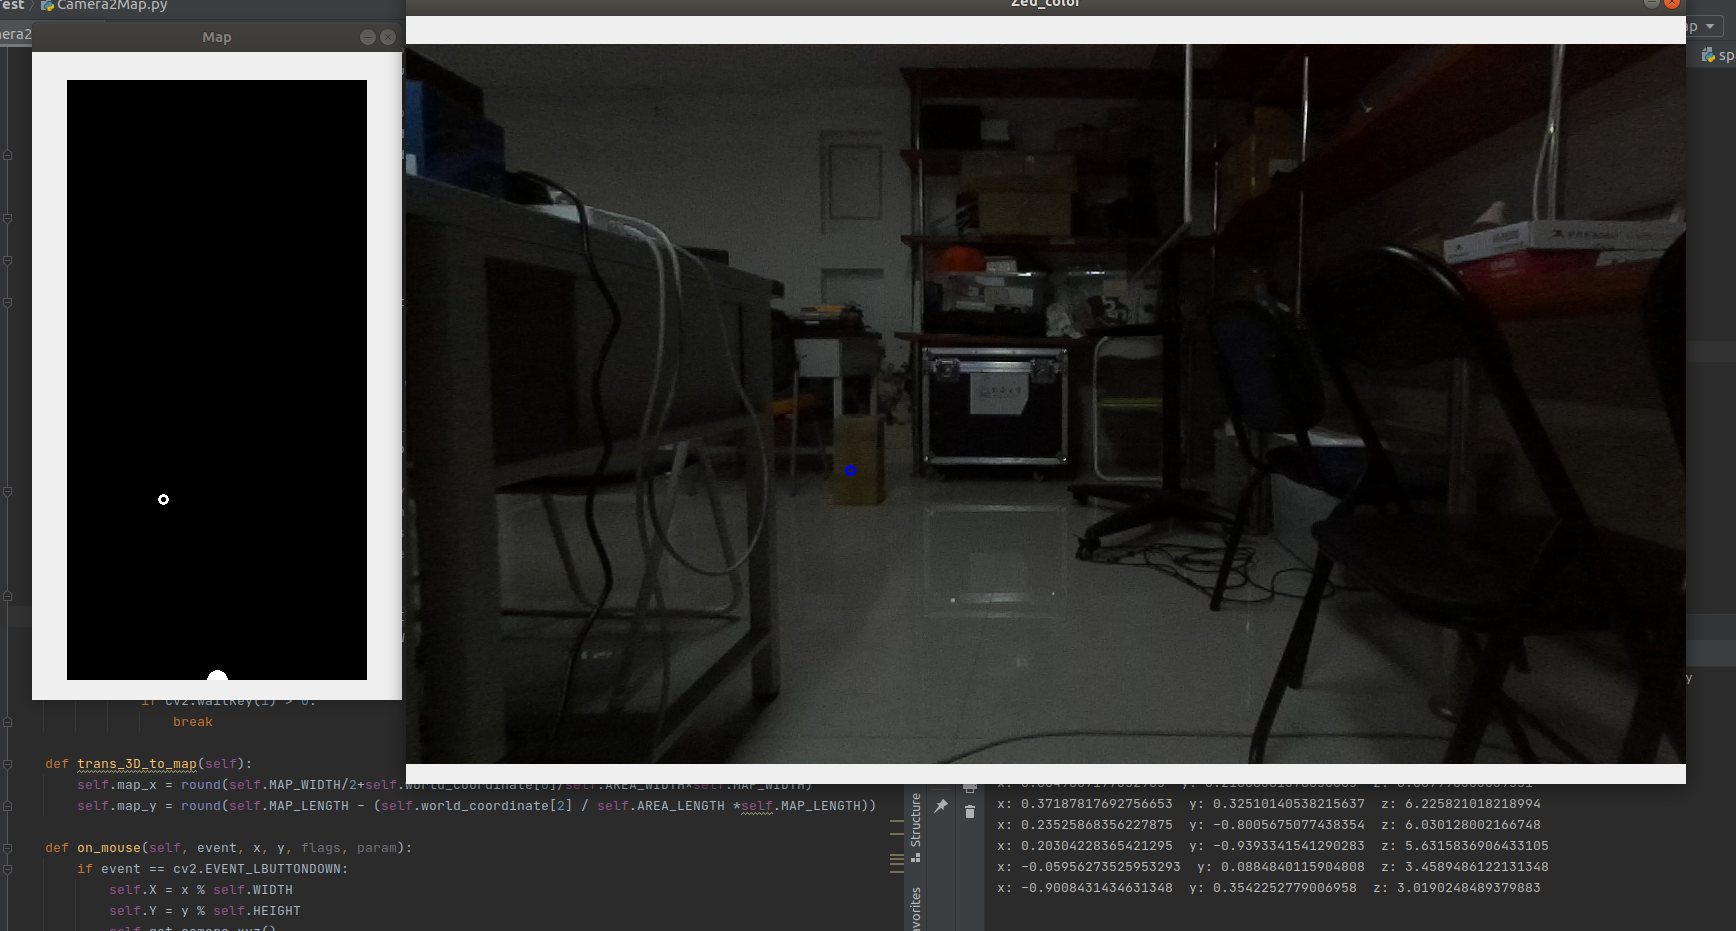 est
Camera2Map.py
Zed_color
era2
Map
sp
if cv2.waitKey(1) > 0:
break
def trans_3D_to_map(self):
self.map_x = round(self.MAP_WIDTH/2+self.world_coordinate[0]/self.AREA_WIDTH*self.MAP_WIDTH)
self.map_y = round(self.MAP_LENGTH - (self.world_coordinate[2] / self.AREA_LENGTH *self.MAP_LENGTH))
def on_mouse(self, event, x, y, flags, param):
if event == cv2.EVENT_LBUTTONDOWN:
self.X = x % self.WIDTH
self.Y = y % self.HEIGHT
Structure
avorites
x: 0.37187817692756653 y: 0.32510140538215637 z: 6.225821018218994
x: 0.23525868356227875 y: -0.8005675077438354 z: 6.030128002166748
x: 0.20304228365421295 y: -0.9393341541290283 z: 5.6315836906433105
x: -0.05956273525953293 y: 0.08848401159048​08 z: 3.4589486122131348
x: -0.9008431434631348 y: 0.3542252779006958 z: 3.0190248489379883